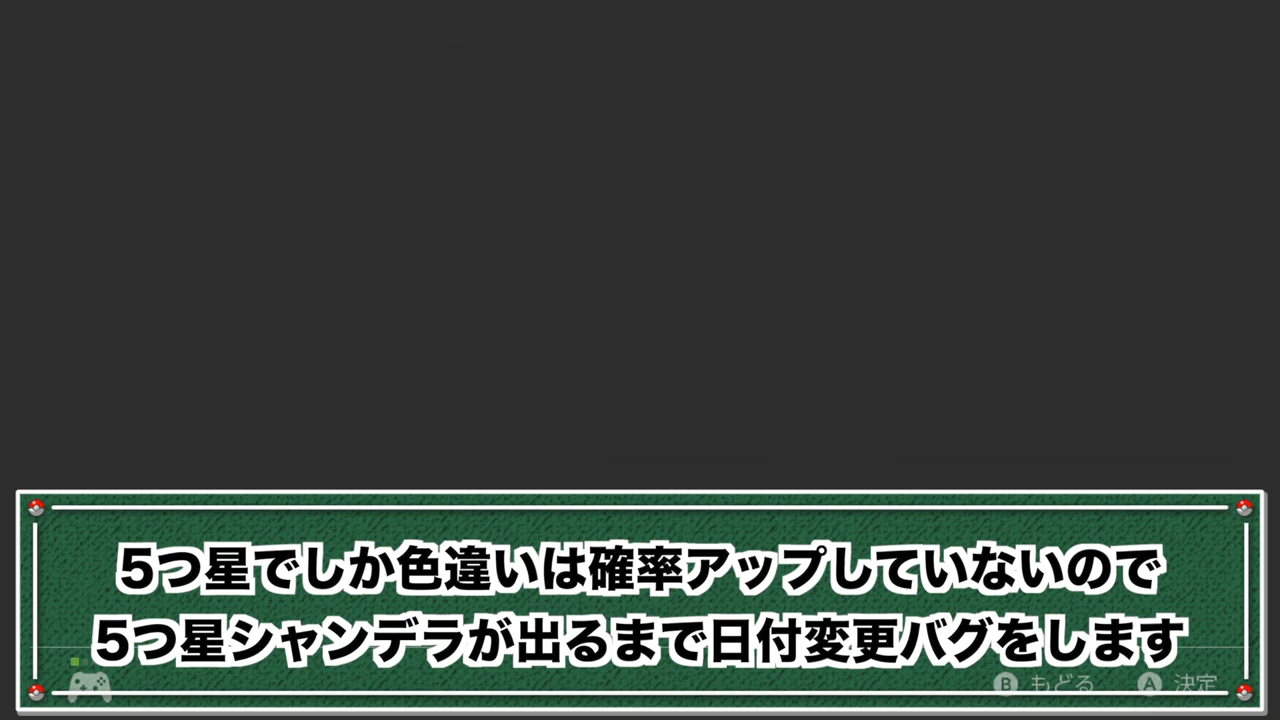 5つ星でしか色違いは確率アップしていないので
5つ星シャンデラが出るまで日付変更バグをします
B もどる A 決定